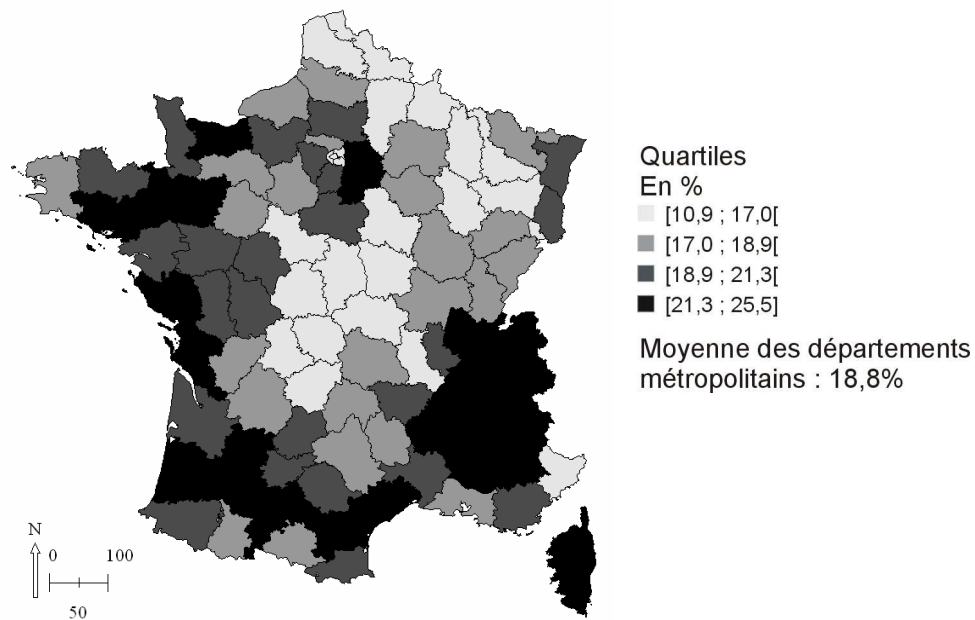 Quartiles
En %
[10,9 ; 17,0[
[17,0 ; 18,9[
[18,9 ; 21,3[
[21,3 ; 25,5]
Moyenne des départements
métropolitains : 18,8%
N
0 100
50